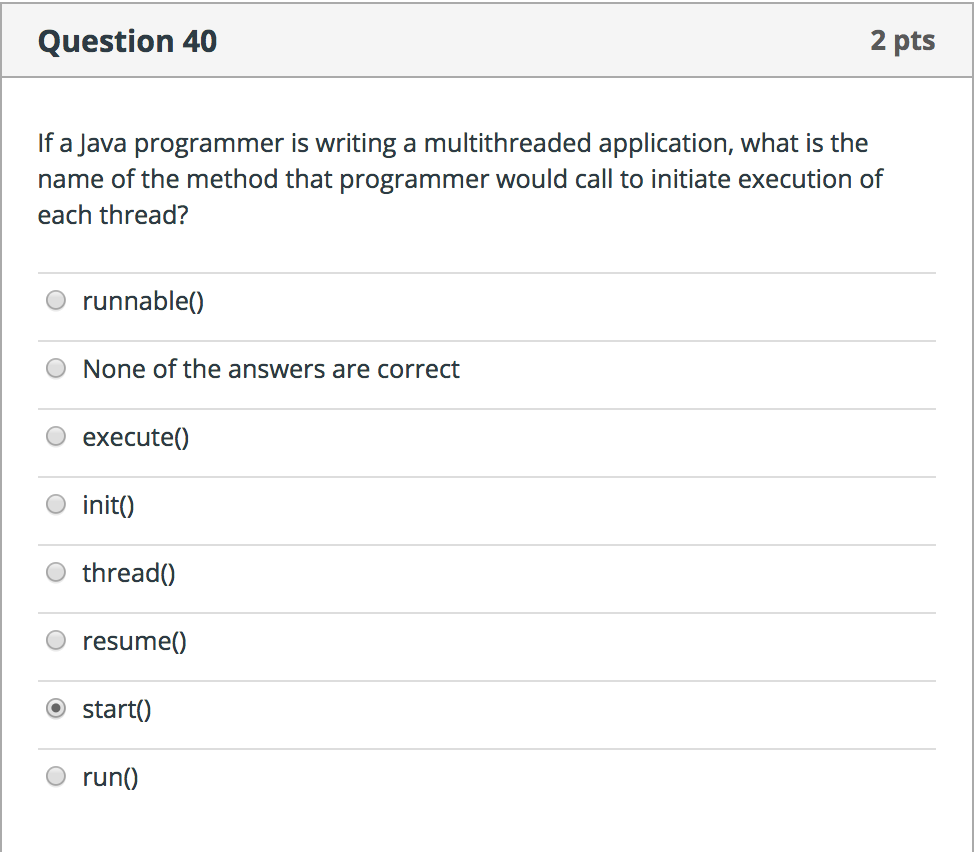 Question 40
2 pts
If a Java programmer is writing a multithreaded application, what is the
name of the method that programmer would call to initiate execution of
each thread?
runnable()
None of the answers are correct
execute()
init()
thread()
resume()
start()
run()